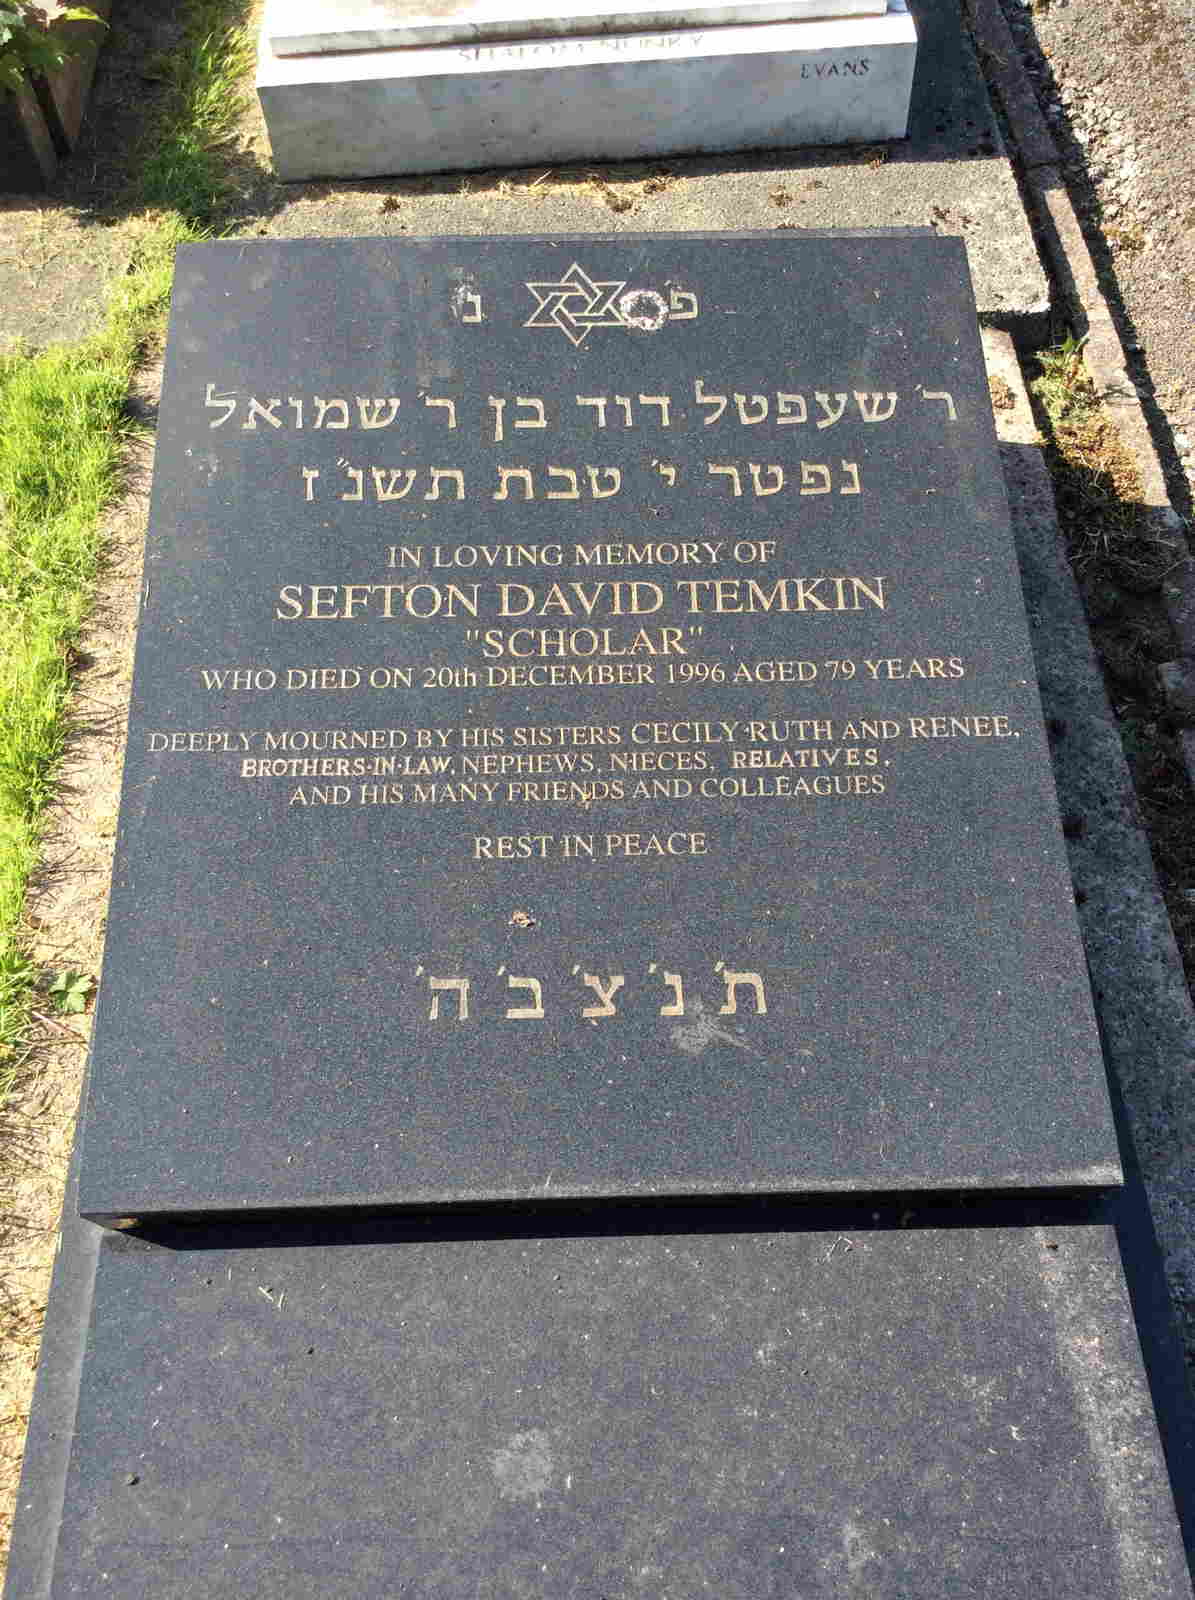 EVANS
פ נ
ר׳ שעפטל דוד בן ר׳ שמואל
נפטר י׳ טבת תשנ״ז
IN LOVING MEMORY OF
SEFTON DAVID TEMKIN
"SCHOLAR"
WHO DIED ON 20th DECEMBER 1996 AGED 79 YEARS
DEEPLY MOURNED BY HIS SISTERS CECILY·RUTH AND RENEE,
BROTHERS·IN·LAW, NEPHEWS, NIECES, RELATIVES.
AND HIS MANY FRIENDS AND COLLEAGUES
REST IN PEACE
ת׳ נ׳ צ׳ ב׳ ה׳